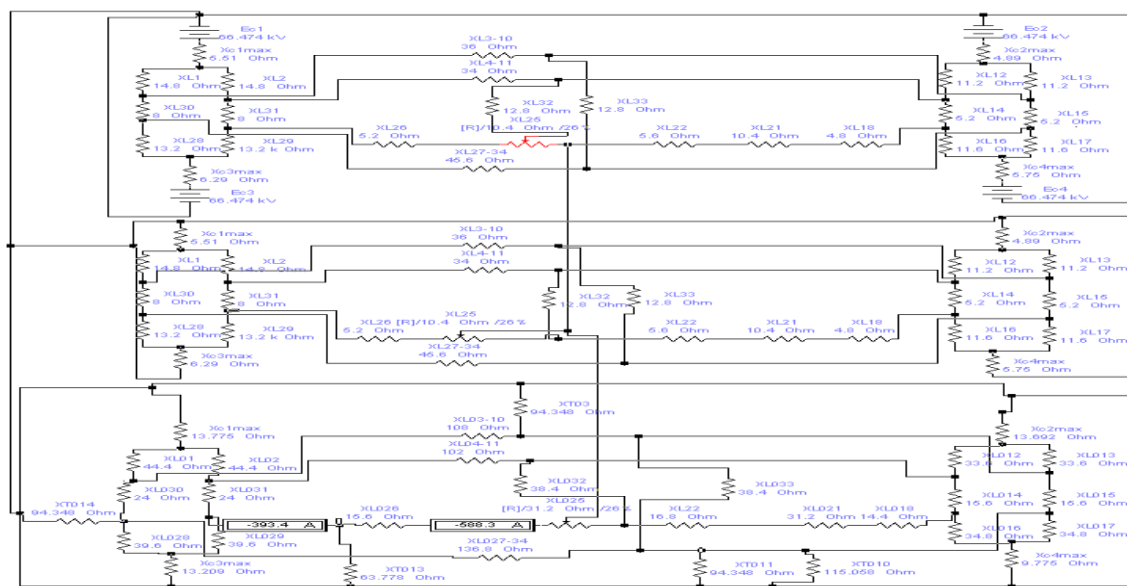 Ec1
66.474 kV
Xc1max
5.51 Ohm
XL1
14.8 Ohm
XL2
14.8 Ohm
XL30
8 Ohm
XL31
8 Ohm
XL28
13.2 Ohm
XL29
13.2 k Ohm
Xc3max
6.29 Ohm
Ec3
66.474 kV
XL3-10
36 Ohm
XL4-11
34 Ohm
XL32
12.8 Ohm
XL33
12.8 Ohm
XL25
[R]/10.4 Ohm /26%
XL26
5.2 Ohm
XL27-34
45.6 Ohm
XL22
5.6 Ohm
XL21
10.4 Ohm
XL18
4.8 Ohm
Ec2
66.474 kV
Xc2max
4.89 Ohm
XL12
11.2 Ohm
XL13
11.2
XL14
5.2 Ohm
XL15
5.2 Ohm
XL16
11.6 Ohm
XL17
11.6
Xc4max
5.75 Ohm
Ec4
66.474 kV
Xc1max
5.51 Ohm
XL1
14.8 Ohm
XL2
14.8 Ohm
XL30
8 Ohm
XL31
8 Ohm
XL28
13.2 Ohm
XL29
13.2 k Ohm
Xc3max
6.29 Ohm
XL3-10
36 Ohm
XL4-11
34 Ohm
XL32
12.8 Ohm
XL33
12.8 Ohm
XL25
XL26 [R]/10.4 Ohm /26%
5.2 Ohm
XL27-34
45.6 Ohm
XL22
5.6 Ohm
XL21
10.4 Ohm
XL18
4.8 Ohm
Xc2max
4.89 Ohm
XL12
11.2 Ohm
XL13
11.2
XL14
5.2 Ohm
XL15
5.2 Ohm
XL16
11.6 Ohm
XL17
11.6
Xc4max
5.75 Ohm
Xc1max
13.775 Ohm
XL01
44.4 Ohm
XL02
44.4 Ohm
XL030
24 Ohm
XL031
24 Ohm
XT014
94.348 Ohm
XL028
39.6 Ohm
XL029
39.6 Ohm
Xc3max
13.209 Ohm
XT03
94.348 Ohm
XL03-10
108 Ohm
XL04-11
102 Ohm
XL032
38.4 Ohm
XL033
38.4 Ohm
XL025
[R]/31.2 Ohm /26%
-393.4 A
XL026
15.6 Ohm
-588.3 A
XL027-34
136.8 Ohm
XT013
63.778 Ohm
XL22
16.8 Ohm
XL021
31.2 Ohm
XL018
14.4 Ohm
XT011
94.348 Ohm
XT010
115.058 Ohm
Xc2max
13.692 Ohm
XL012
33.6 Ohm
XL013
33.6
XL014
15.6 Ohm
XL015
15.6 Ohm
XL016
34.8 Ohm
XL017
34.8
Xc4max
9.775 Ohm